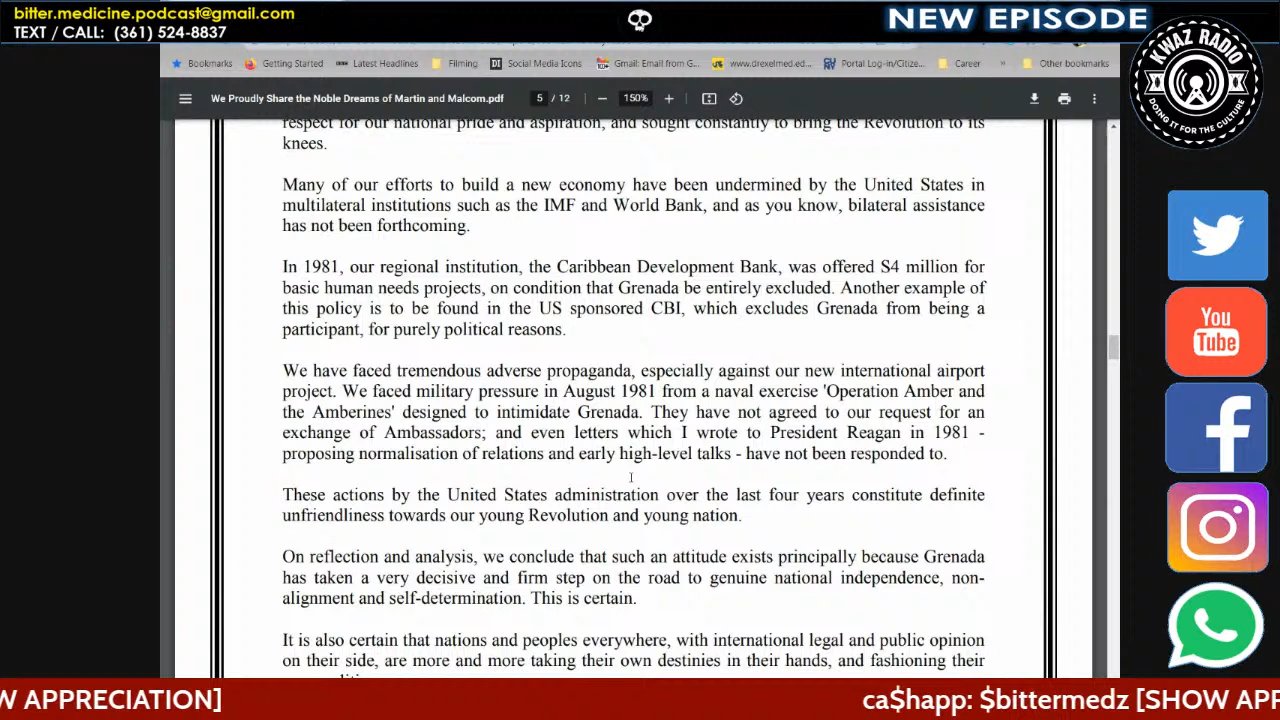 bitter.medicine.podcast@gmail.com
TEXT / CALL: (361) 524-8837
NEW EPISODE
KWAZ RADIO
DOING IT FOR THE CULTURE
Bookmarks
Getting Started
Latest Headlines
Filming
Social Media Icons
Gmail: Email from G...
www.drexelmed.ed...
Portal Log-in/Citize...
Career
»
Other bookmarks
We Proudly Share the Noble Dreams of Martin and Malcom.pdf
5 / 12
150%
respect for our national pride and aspiration, and sought constantly to bring the Revolution to its
knees.
Many of our efforts to build a new economy have been undermined by the United States in
multilateral institutions such as the IMF and World Bank, and as you know, bilateral assistance
has not been forthcoming.
In 1981, our regional institution, the Caribbean Development Bank, was offered S4 million for
basic human needs projects, on condition that Grenada be entirely excluded. Another example of
this policy is to be found in the US sponsored CBI, which excludes Grenada from being a
participant, for purely political reasons.
We have faced tremendous adverse propaganda, especially against our new international airport
project. We faced military pressure in August 1981 from a naval exercise 'Operation Amber and
the Amberines' designed to intimidate Grenada. They have not agreed to our request for an
exchange of Ambassadors; and even letters which I wrote to President Reagan in 1981 -
proposing normalisation of relations and early high-level talks - have not been responded to.
These actions by the United States administration over the last four years constitute definite
unfriendliness towards our young Revolution and young nation.
On reflection and analysis, we conclude that such an attitude exists principally because Grenada
has taken a very decisive and firm step on the road to genuine national independence, non-
alignment and self-determination. This is certain.
It is also certain that nations and peoples everywhere, with international legal and public opinion
on their side, are more and more taking their own destinies in their hands, and fashioning their
You
Tube
W APPRECIATION]
ca$happ: $bittermedz [SHOW APP